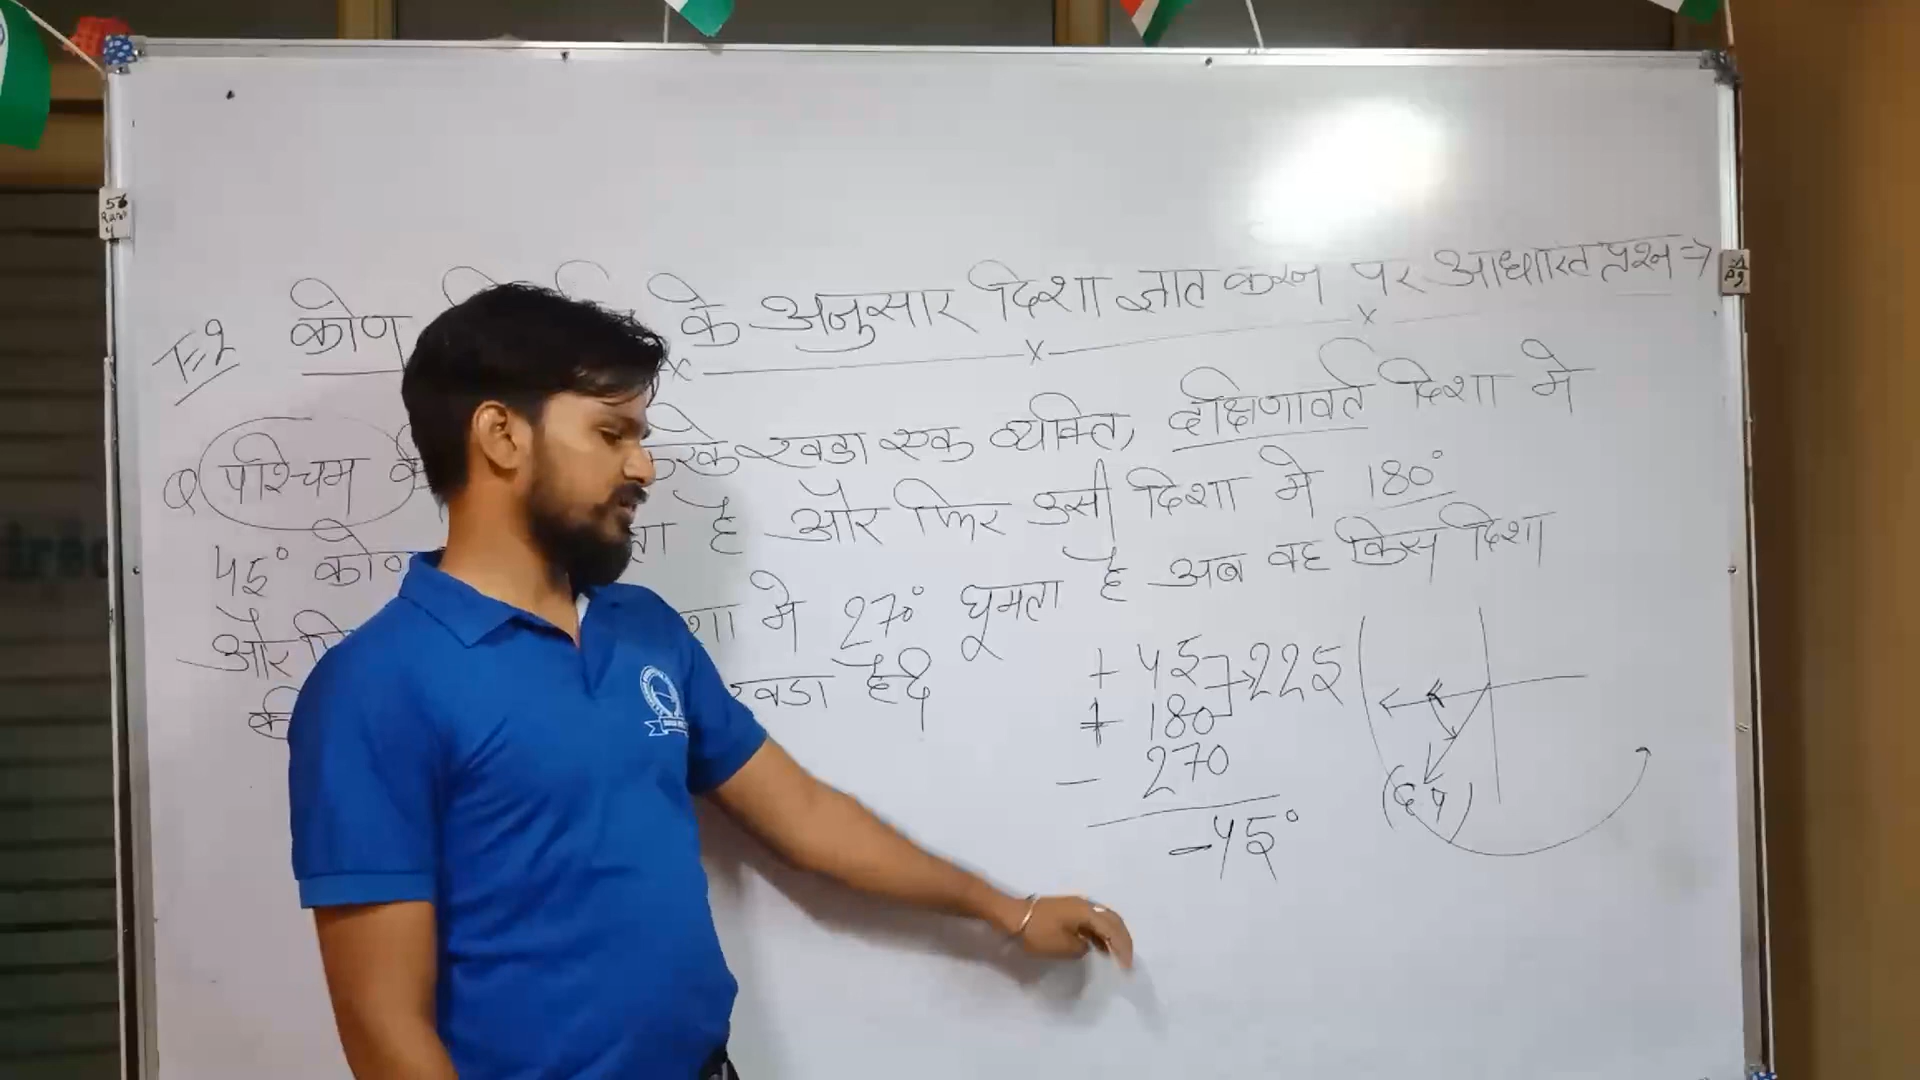 T=2 कोण के अनुसार दिशा ज्ञात करन पर आधारित प्रश्न →
Q पश्चिम करके खडा एक व्यक्ति, दक्षिणावर्त दिशा मे
45° कोण है और फिर उसी दिशा मे 180°
और मे 270° घूमता है अब वह किस दिशा
खडा है?
+ 45
+ 180
225
- 270
-45°
(द प)